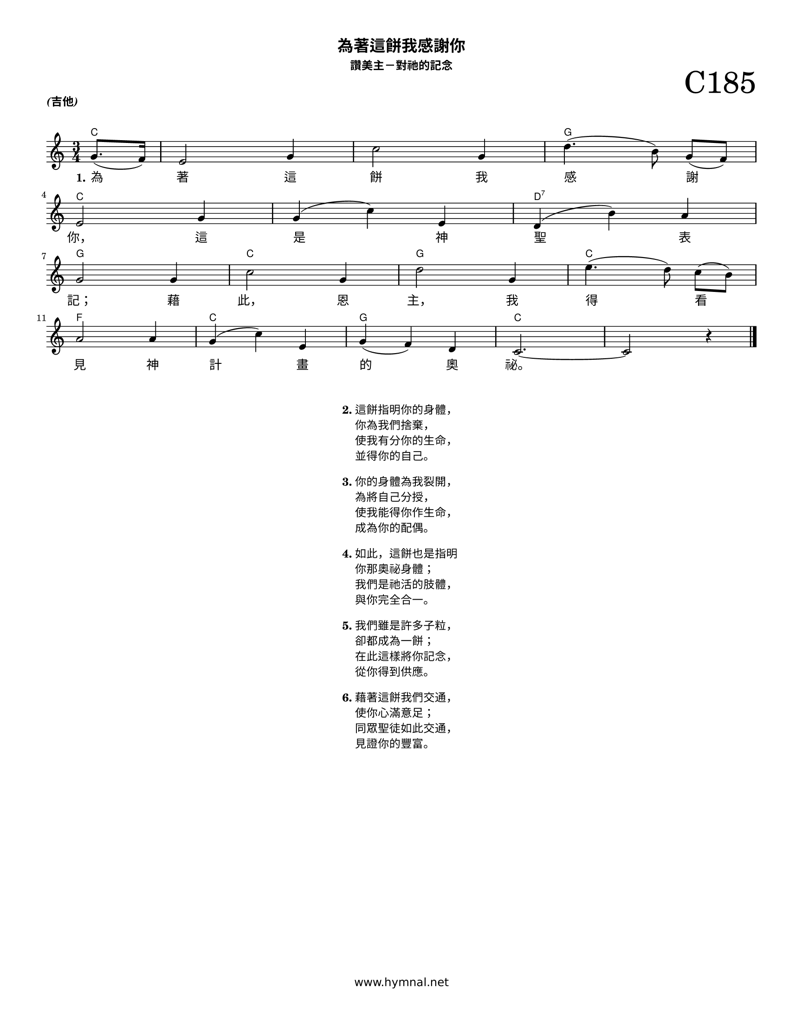 為著這餅我感謝你
讚美主－對祂的記念
C185
(吉他)
C G
3 4
1. 為 著 這 餅 我 感 謝
4 C D7
你， 這 是 神 聖 表
7 G C G C
記； 藉 此， 恩 主， 我 得 看
11 F C G C
見 神 計 畫 的 奧 祕。
2. 這餅指明你的身體，
你為我們捨棄，
使我有分你的生命，
並得你的自己。
3. 你的身體為我裂開，
為將自己分授，
使我能得你作生命，
成為你的配偶。
4. 如此，這餅也是指明
你那奧祕身體；
我們是祂活的肢體，
與你完全合一。
5. 我們雖是許多子粒，
卻都成為一餅；
在此這樣將你記念，
從你得到供應。
6. 藉著這餅我們交通，
使你心滿意足；
同眾聖徒如此交通，
見證你的豐富。
www.hymnal.net